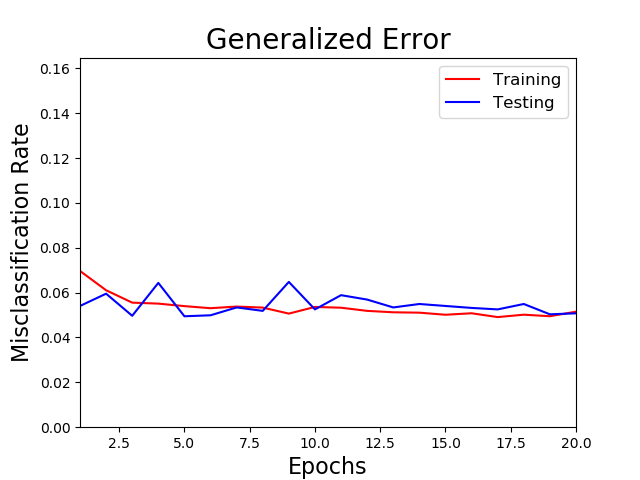 Generalized Error
Training
Testing
Misclassification Rate
0.16
0.14
0.12
0.10
0.08
0.06
0.04
0.02
0.00
2.5 5.0 7.5 10.0 12.5 15.0 17.5 20.0
Epochs